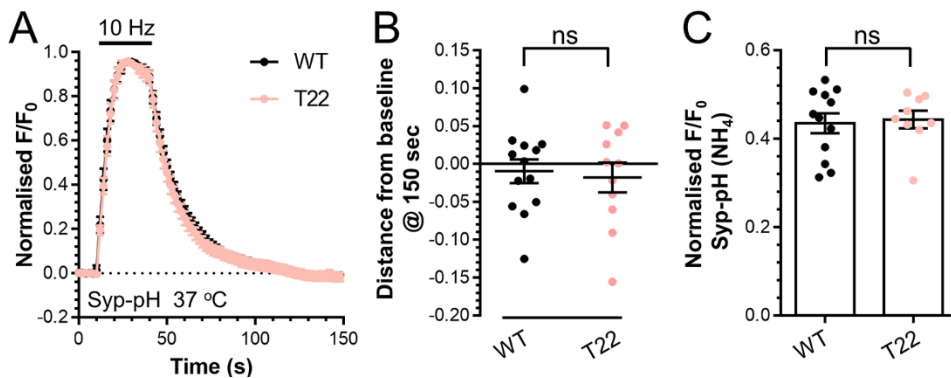 A
10 Hz
WT
T22
Normalised F/F0
1.0
0.8
0.6
0.4
0.2
0.0
-0.2
Syp-pH 37 °C
0
50
100
150
Time (s)
B
ns
Distance from baseline
@ 150 sec
0.15
0.10
0.05
0.00
-0.05
-0.10
-0.15
-0.20
WT
T22
C
ns
Normalised F/F0
Syp-pH (NH4)
0.6
0.4
0.2
0.0
WT
T22